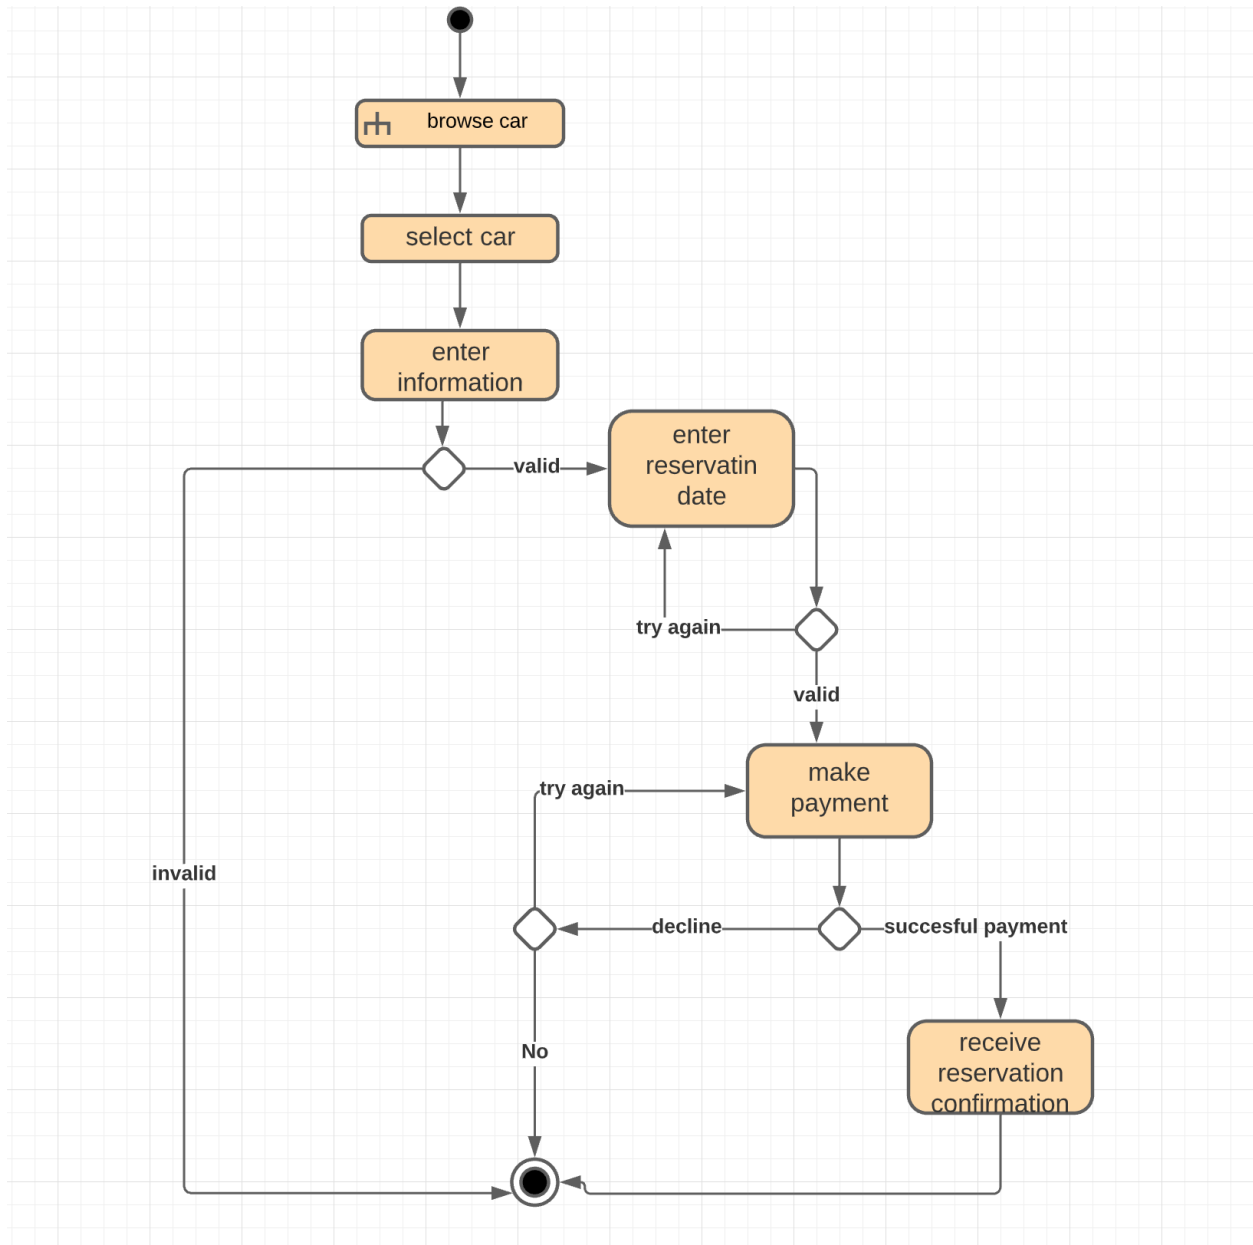 browse car
select car
enter
information
valid
enter
reservatin
date
try again
valid
make
payment
try again
invalid
decline
succesful payment
No
receive
reservation
confirmation